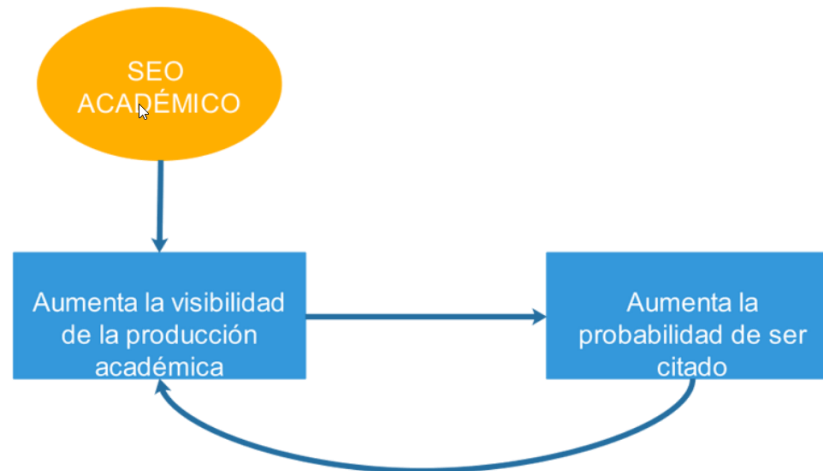 SEO
ACADÉMICO
Aumenta la visibilidad
de la producción
académica
Aumenta la
probabilidad de ser
citado